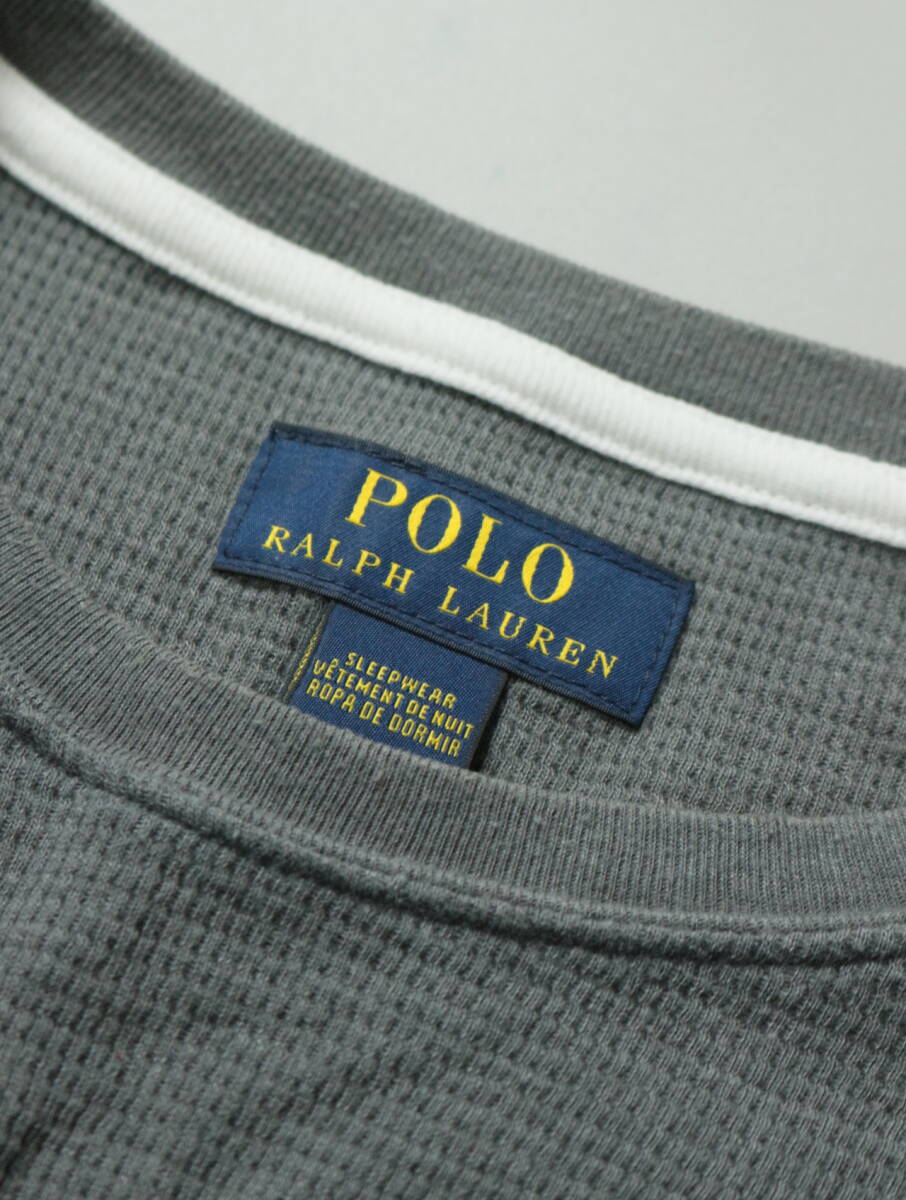 POLO
RALPH LAUREN
SLEEPWEAR
VÊTEMENT DE NUIT
ROPA DE DORMIR